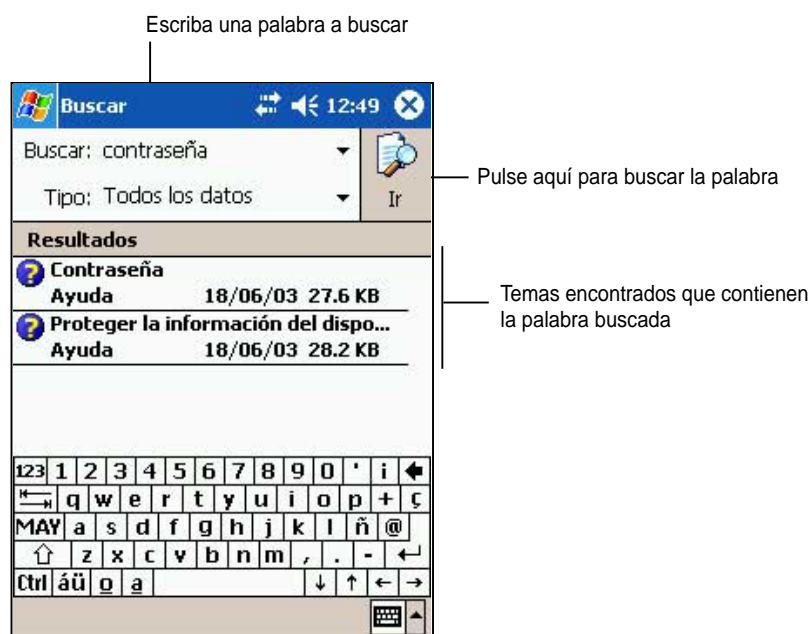 Escriba una palabra a buscar
Buscar 12:49
Buscar: contraseña
Tipo: Todos los datos
Ir
Pulse aquí para buscar la palabra
Resultados
Contraseña
Ayuda 18/06/03 27.6 KB
Proteger la información del dispo...
Ayuda 18/06/03 28.2 KB
Temas encontrados que contienen
la palabra buscada
123 1 2 3 4 5 6 7 8 9 0 ' ¡
q w e r t y u i o p + ç
MAY a s d f g h j k l ñ @
z x c v b n m , . -
Ctrl áü o a ↓ ↑ ← →